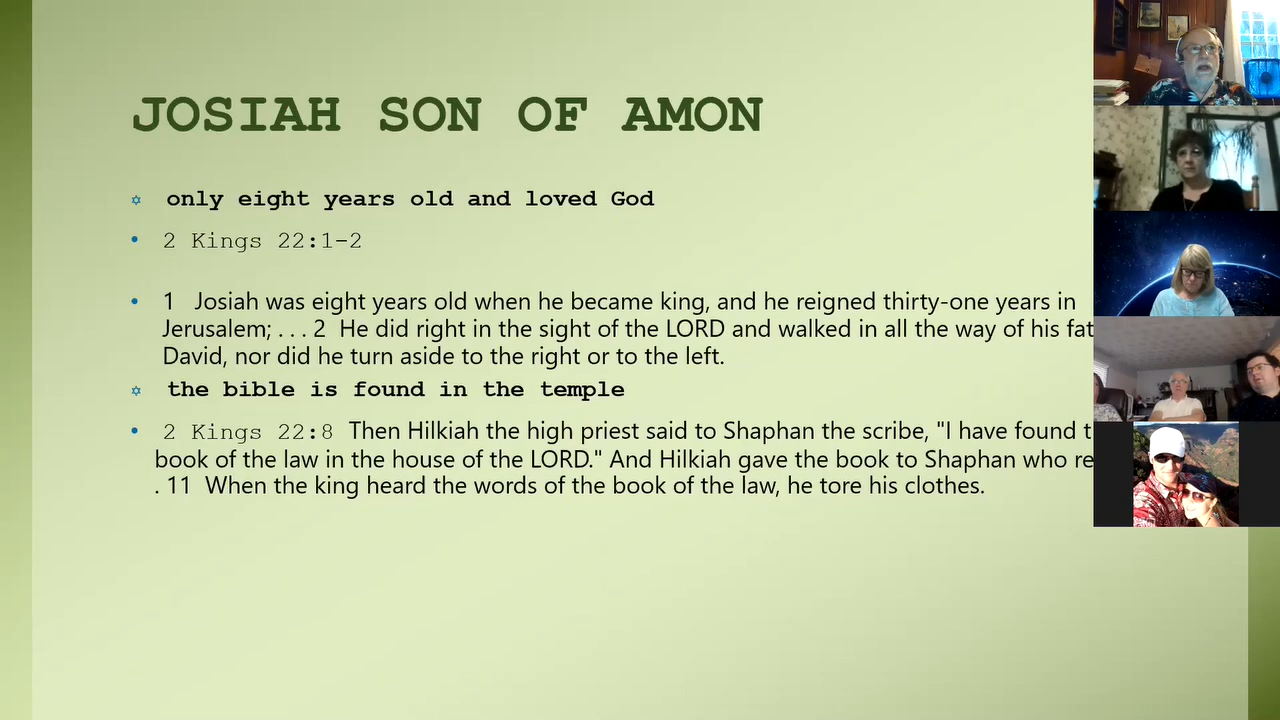 JOSIAH SON OF AMON
only eight years old and loved God
2 Kings 22:1-2
1 Josiah was eight years old when he became king, and he reigned thirty-one years in
Jerusalem; . . . 2 He did right in the sight of the LORD and walked in all the way of his
David, nor did he turn aside to the right or to the left.
the bible is found in the temple
2 Kings 22:8 Then Hilkiah the high priest said to Shaphan the scribe, "I have found
book of the law in the house of the LORD." And Hilkiah gave the book to Shaphan who
. 11 When the king heard the words of the book of the law, he tore his clothes.